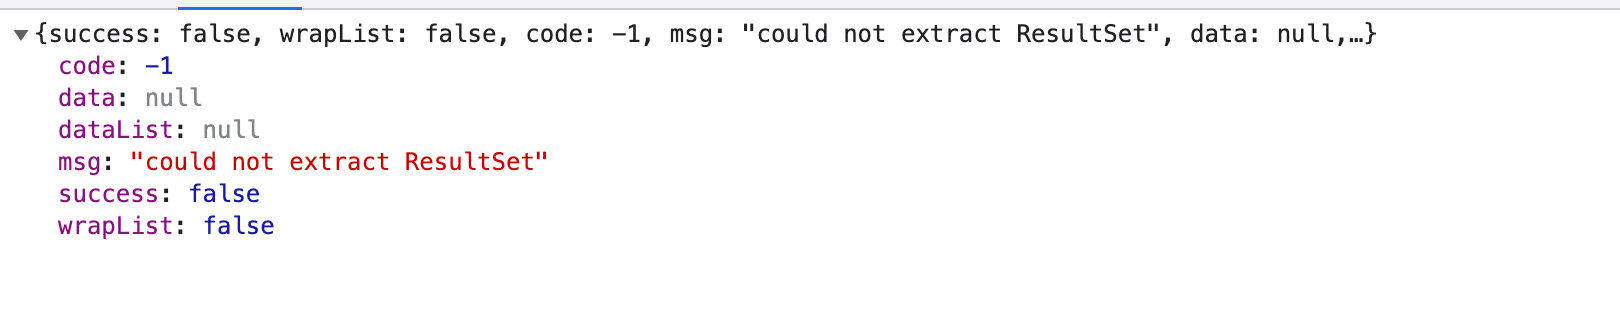 ▼{success: false, wrapList: false, code: -1, msg: "could not extract ResultSet", data: null,…}
code: -1
data: null
dataList: null
msg: "could not extract ResultSet"
success: false
wrapList: false